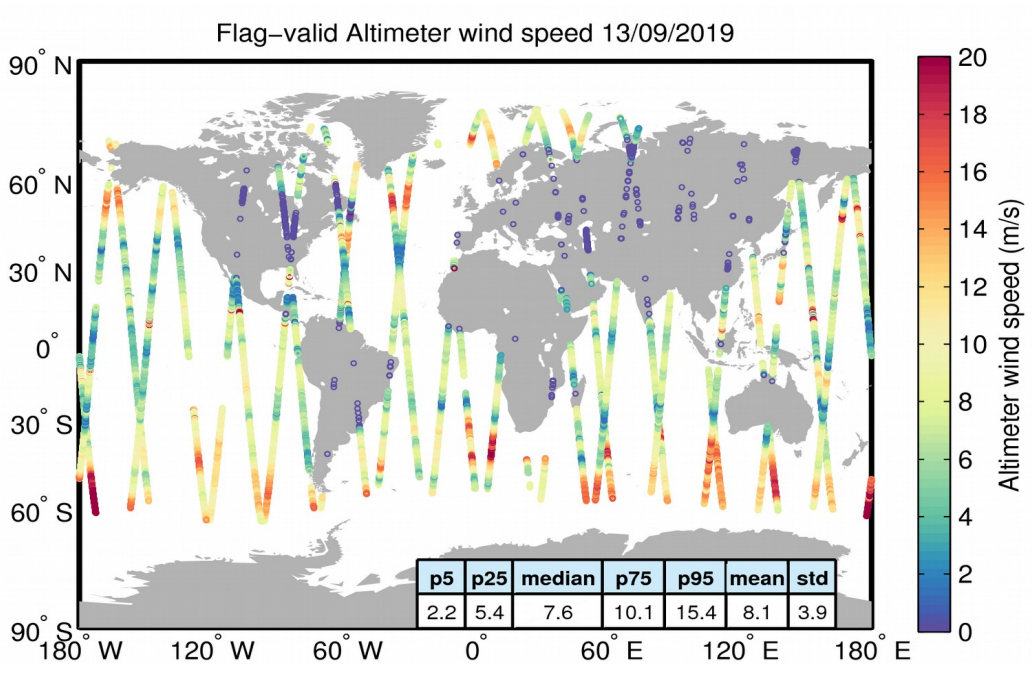 Flag−valid Altimeter wind speed 13/09/2019
90° N
60° N
30° N
0°
30° S
60° S
90° S
180° W
120° W
60° W
0°
60° E
120° E
180° E
p5 p25 median p75 p95 mean std
2.2 5.4 7.6 10.1 15.4 8.1 3.9
20
18
16
14
12
10
8
6
4
2
0
Altimeter wind speed (m/s)